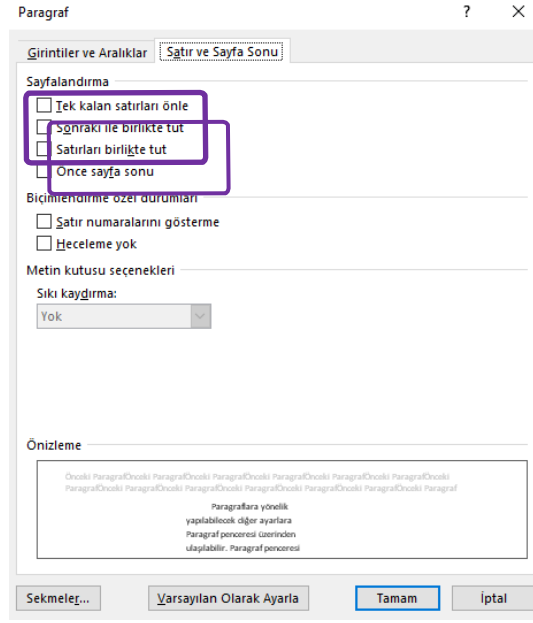 Paragraf ? ×
Girintiler ve Aralıklar Satır ve Sayfa Sonu
Sayfalandırma
Tek kalan satırları önle
Sonraki ile birlikte tut
Satırları birlikte tut
Önce sayfa sonu
Biçimlendirme özel durumları
Satır numaralarını gösterme
Heceleme yok
Metin kutusu seçenekleri
Sıkı kaydırma:
Yok
Önizleme
Önceki ParagrafÖnceki ParagrafÖnceki ParagrafÖnceki ParagrafÖnceki ParagrafÖnceki ParagrafÖnceki
ParagrafÖnceki ParagrafÖnceki ParagrafÖnceki ParagrafÖnceki ParagrafÖnceki ParagrafÖnceki Paragraf
Paragraflara yönelik
yapılabilecek diğer ayarlara
Paragraf penceresi üzerinden
ulaşılabilir. Paragraf penceresi
Sekmeler... Varsayılan Olarak Ayarla Tamam İptal